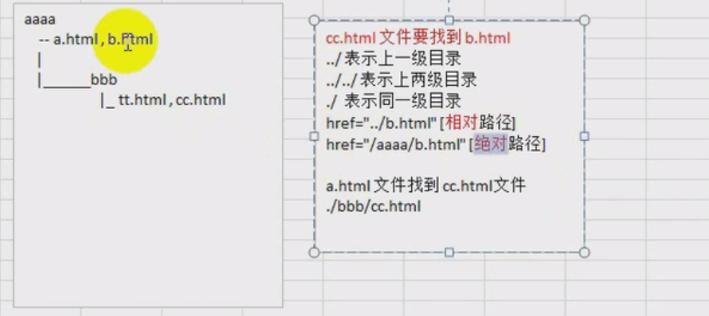 aaaa
-- a.html,b.html
|
|______bbb
|_ tt.html,cc.html
cc.html 文件要找到 b.html
../ 表示上一级目录
../../ 表示上两级目录
./ 表示同一级目录
href="../b.html" [相对路径]
href="/aaaa/b.html" [绝对路径]
a.html 文件找到 cc.html文件
./bbb/cc.html